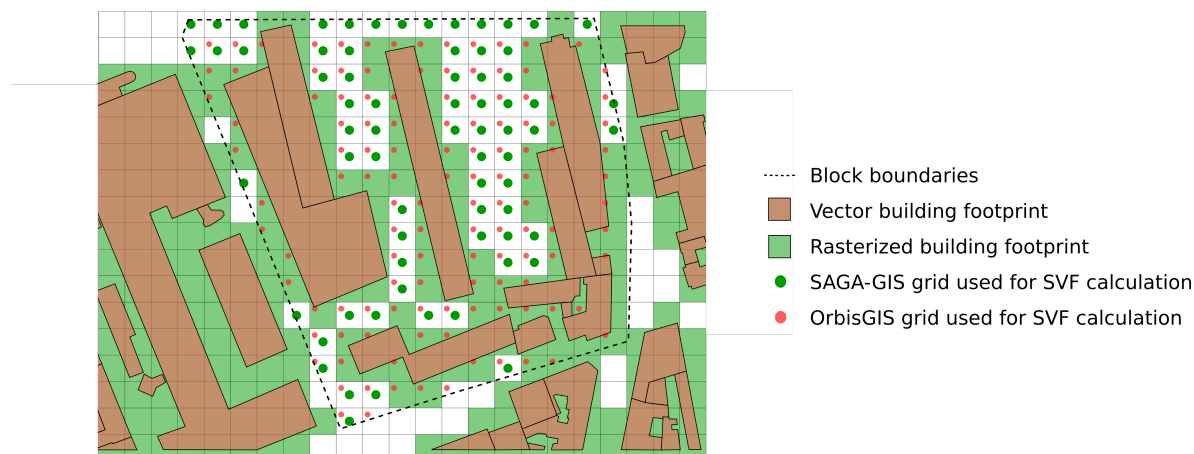 Block boundaries
Vector building footprint
Rasterized building footprint
SAGA-GIS grid used for SVF calculation
OrbisGIS grid used for SVF calculation